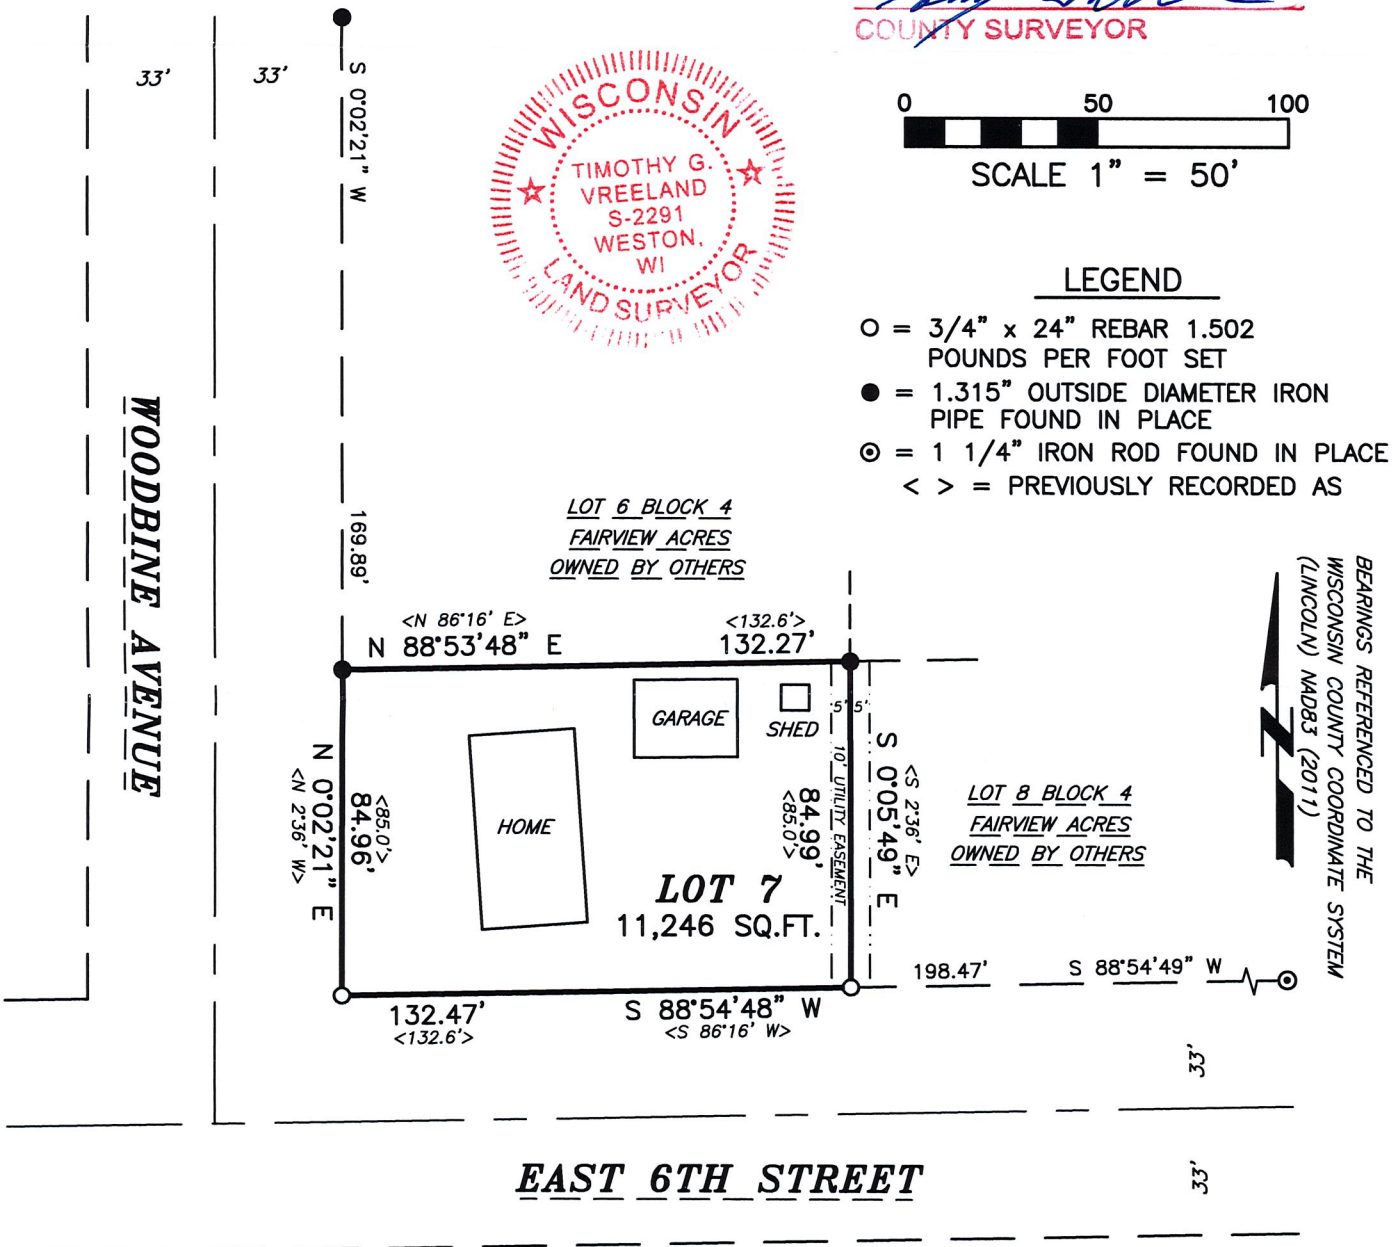 COUNTY SURVEYOR
33'
33'
S 0°02'21" W
169.89'
WISCONSIN
TIMOTHY G.
VREELAND
S-2291
WESTON,
WI
LAND SURVEYOR
0 50 100
SCALE 1" = 50'
LEGEND
= 3/4" x 24" REBAR 1.502
POUNDS PER FOOT SET
= 1.315" OUTSIDE DIAMETER IRON
PIPE FOUND IN PLACE
= 1 1/4" IRON ROD FOUND IN PLACE
< > = PREVIOUSLY RECORDED AS
WOODBINE AVENUE
LOT 6 BLOCK 4
FAIRVIEW ACRES
OWNED BY OTHERS
BEARINGS REFERENCED TO THE
WISCONSIN COUNTY COORDINATE SYSTEM
(LINCOLN) NAD83 (2011)
N
<N 86°16' E>
N 88°53'48" E
<132.6'>
132.27'
GARAGE
SHED
5' 5'
10' UTILITY EASEMENT
HOME
N 0°02'21" E
<N 2°36' W>
<85.0'>
84.96'
84.99'
<85.0'>
<S 2°36' E>
S 0°05'49" E
LOT 8 BLOCK 4
FAIRVIEW ACRES
OWNED BY OTHERS
LOT 7
11,246 SQ.FT.
198.47' S 88°54'49" W
132.47'
<132.6'>
S 88°54'48" W
<S 86°16' W>
33'
33'
EAST 6TH STREET